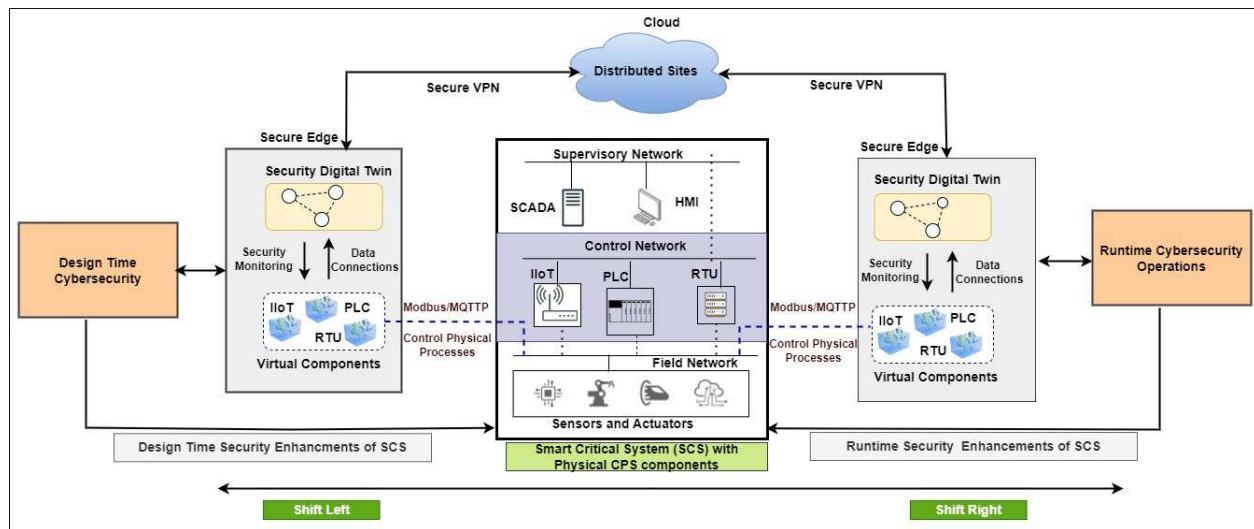 Cloud
Distributed Sites
Secure VPN
Secure VPN
Secure Edge
Security Digital Twin
Security
Monitoring
Data
Connections
IIoT
PLC
RTU
Virtual Components
Design Time
Cybersecurity
Modbus/MQTTP
Control Physical
Processes
Supervisory Network
SCADA
HMI
Control Network
IIoT
PLC
RTU
Field Network
Sensors and Actuators
Smart Critical System (SCS) with
Physical CPS components
Modbus/MQTTP
Control Physical
Processes
Secure Edge
Security Digital Twin
Security
Monitoring
Data
Connections
IIoT
PLC
RTU
Virtual Components
Runtime Cybersecurity
Operations
Design Time Security Enhancments of SCS
Runtime Security Enhancements of SCS
Shift Left
Shift Right